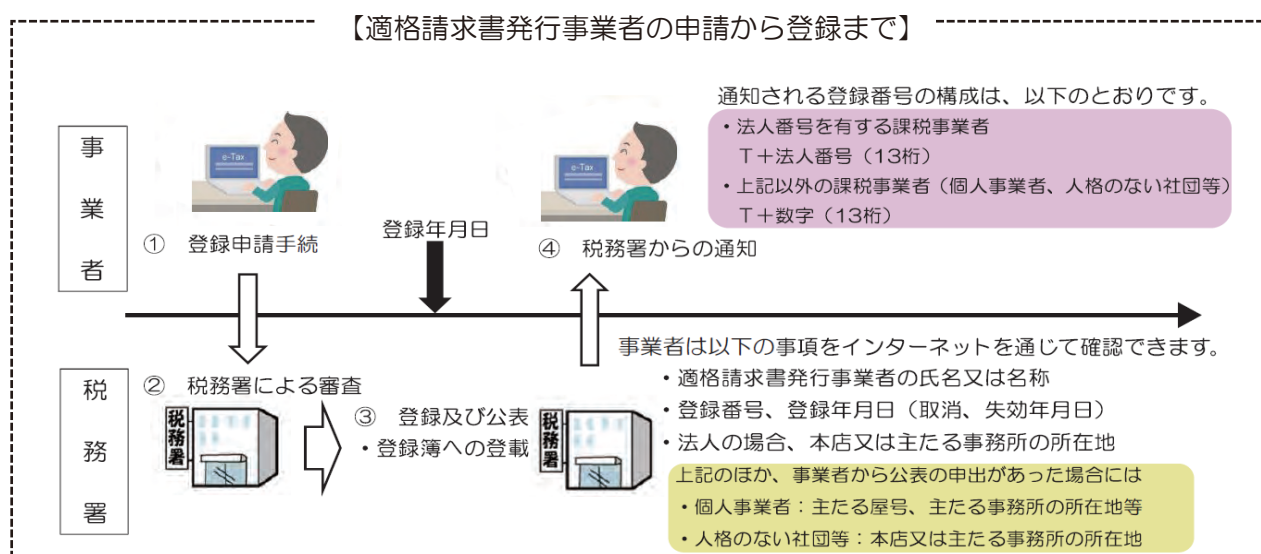 【適格請求書発行事業者の申請から登録まで】
事業者
e-Tax
① 登録申請手続
登録年月日
e-Tax
④ 税務署からの通知
通知される登録番号の構成は、以下のとおりです。
・法人番号を有する課税事業者
T+法人番号(13桁)
・上記以外の課税事業者(個人事業者、人格のない社団等)
T+数字(13桁)
税務署
② 税務署による審査
税務署
③ 登録及び公表
・登録簿への登載
税務署
事業者は以下の事項をインターネットを通じて確認できます。
・適格請求書発行事業者の氏名又は名称
・登録番号、登録年月日(取消、失効年月日)
・法人の場合、本店又は主たる事務所の所在地
上記のほか、事業者から公表の申出があった場合には
・個人事業者:主たる屋号、主たる事務所の所在地等
・人格のない社団等:本店又は主たる事務所の所在地